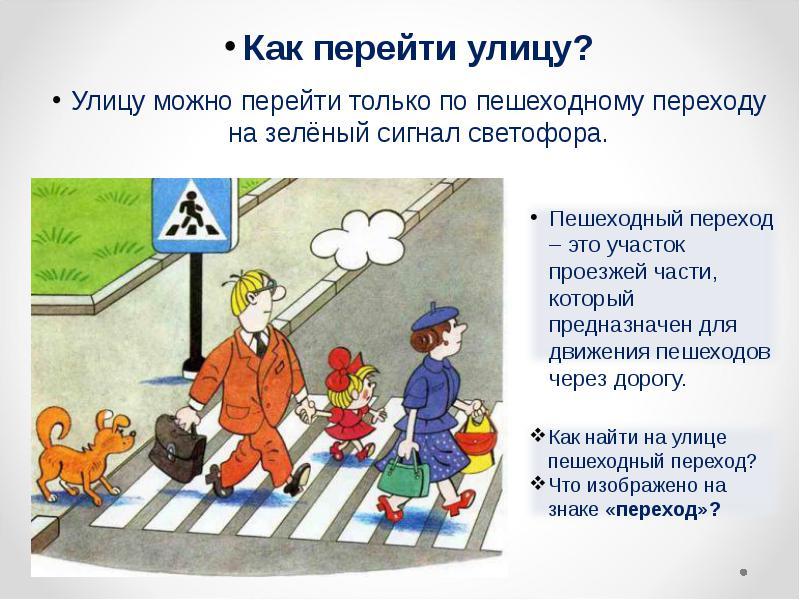 • Как перейти улицу?
• Улицу можно перейти только по пешеходному переходу
на зелёный сигнал светофора.
• Пешеходный переход
– это участок
проезжей части,
который
предназначен для
движения пешеходов
через дорогу.
❖ Как найти на улице
пешеходный переход?
❖ Что изображено на
знаке «переход»?